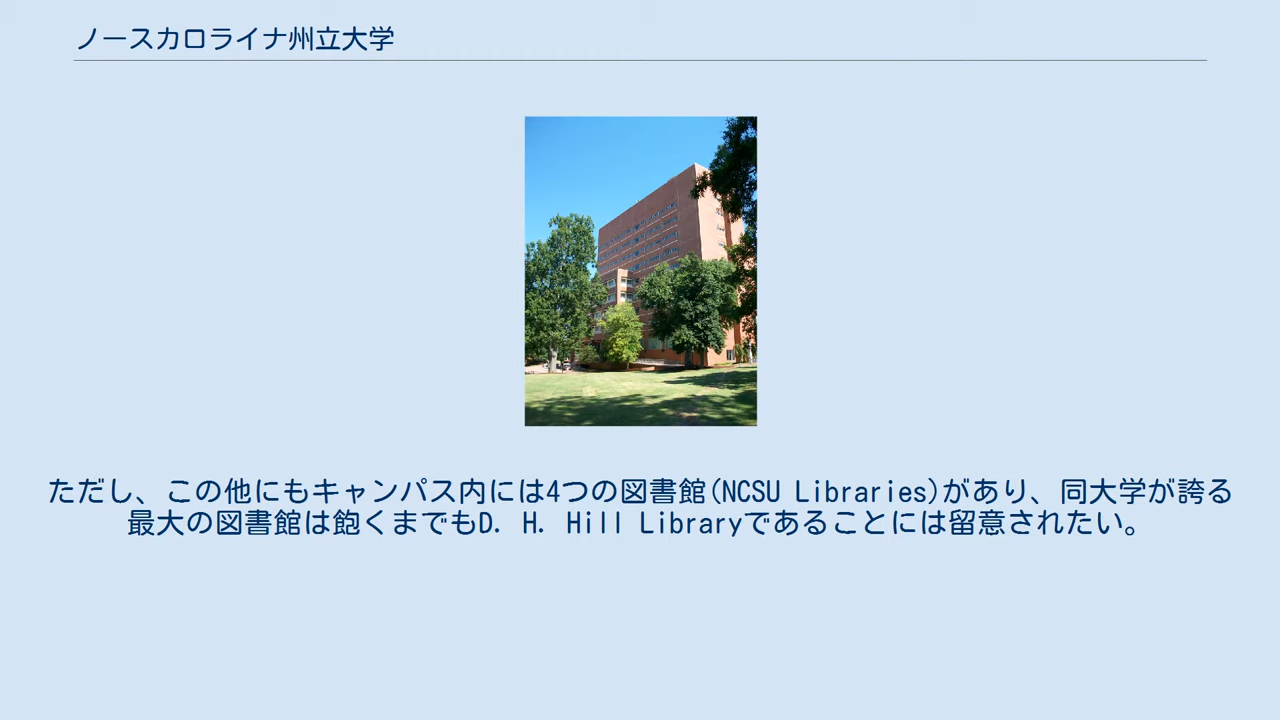 ノースカロライナ州立大学
ただし、この他にもキャンパス内には4つの図書館(NCSU Libraries)があり、同大学が誇る
最大の図書館は飽くまでもD. H. Hill Libraryであることには留意されたい。